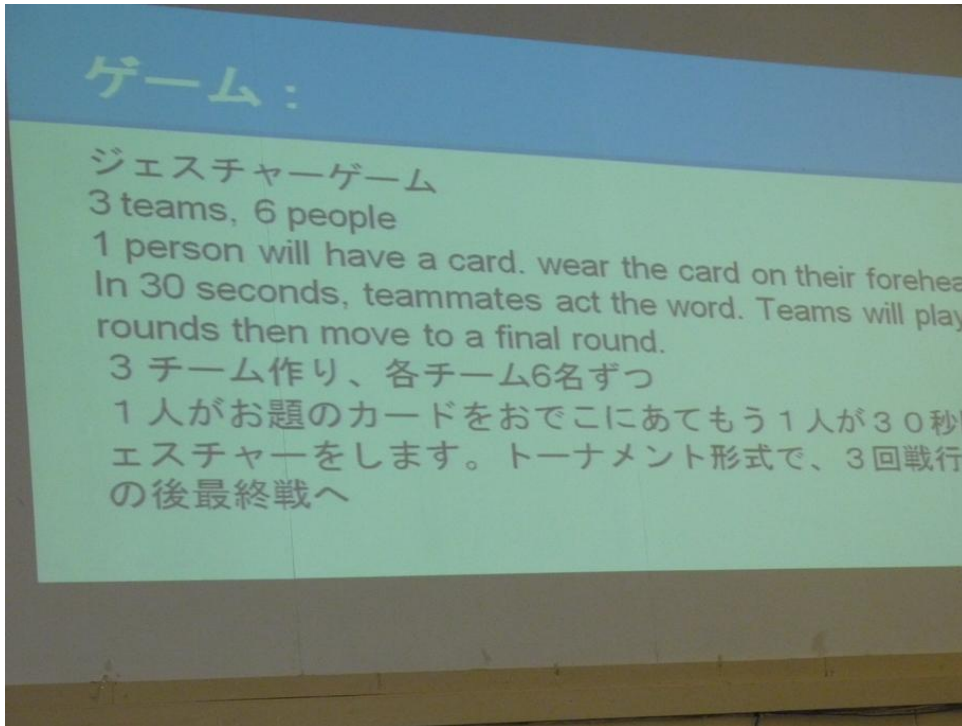 ゲーム：
ジェスチャーゲーム
3 teams, 6 people
1 person will have a card. wear the card on their forehea
In 30 seconds, teammates act the word. Teams will play
rounds then move to a final round.
３チーム作り、各チーム6名ずつ
１人がお題のカードをおでこにあてもう１人が３０秒
ェスチャーをします。トーナメント形式で、３回戦行
の後最終戦へ